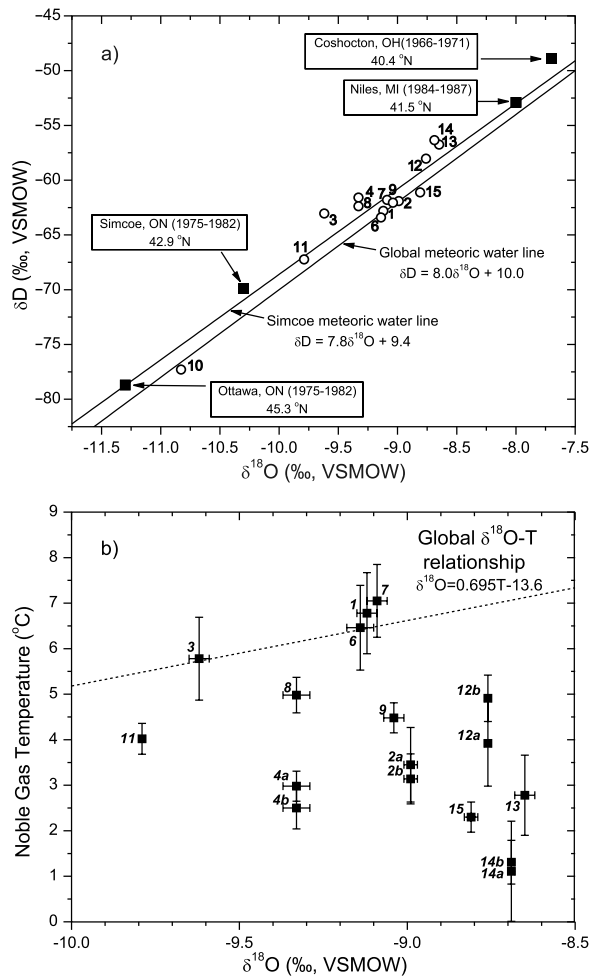 a)
Coshocton, OH(1966-1971)
40.4 °N
Niles, MI (1984-1987)
41.5 °N
Simcoe, ON (1975-1982)
42.9 °N
Ottawa, ON (1975-1982)
45.3 °N
14
13
12
4
7
9
8
15
3
1
2
6
11
10
Global meteoric water line
δD = 8.0δ18O + 10.0
Simcoe meteoric water line
δD = 7.8δ18O + 9.4
-45
-50
-55
-60
-65
-70
-75
-80
δD (‰, VSMOW)
-11.5 -11.0 -10.5 -10.0 -9.5 -9.0 -8.5 -8.0 -7.5
δ18O (‰, VSMOW)
b)
Global δ18O-T
relationship
δ18O=0.695T-13.6
7
1
6
3
8
12b
9
11
12a
2a
2b
4a
4b
13
15
14b
14a
9
8
7
6
5
4
3
2
1
0
Noble Gas Temperature (°C)
-10.0 -9.5 -9.0 -8.5
δ18O (‰, VSMOW)